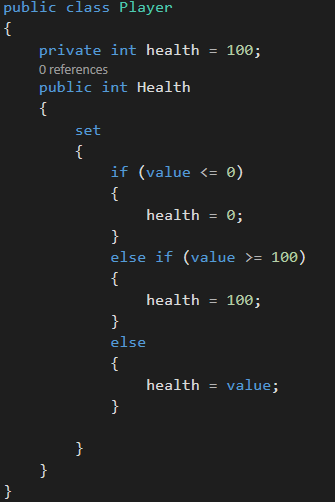 public class Player
{
    private int health = 100;
    0 references
    public int Health
    {
        set
        {
            if (value <= 0)
            {
                health = 0;
            }
            else if (value >= 100)
            {
                health = 100;
            }
            else
            {
                health = value;
            }

        }
    }
}